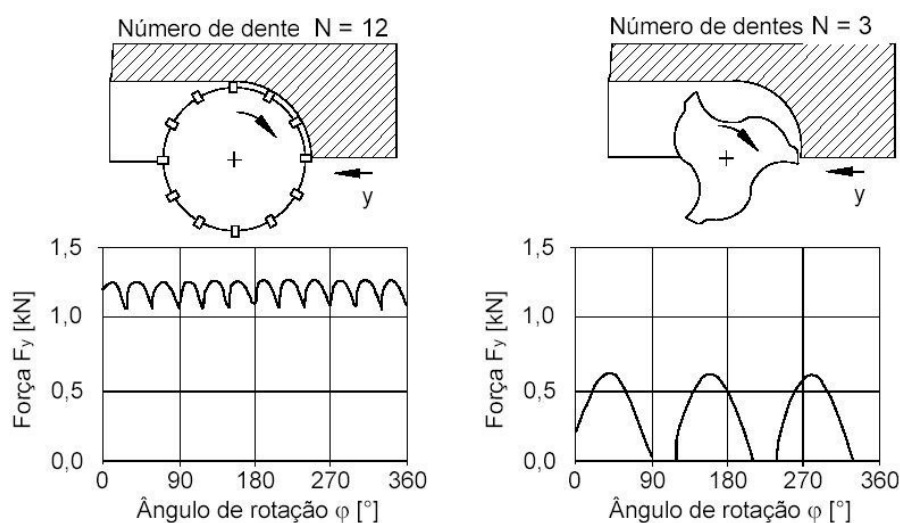 Número de dente N = 12
y
Força Fy [kN]
1,5
1,0
0,5
0,0
0 90 180 270 360
Ângulo de rotação φ [°]
Número de dentes N = 3
y
Força Fy [kN]
1,5
1,0
0,5
0,0
0 90 180 270 360
Ângulo de rotação φ [°]